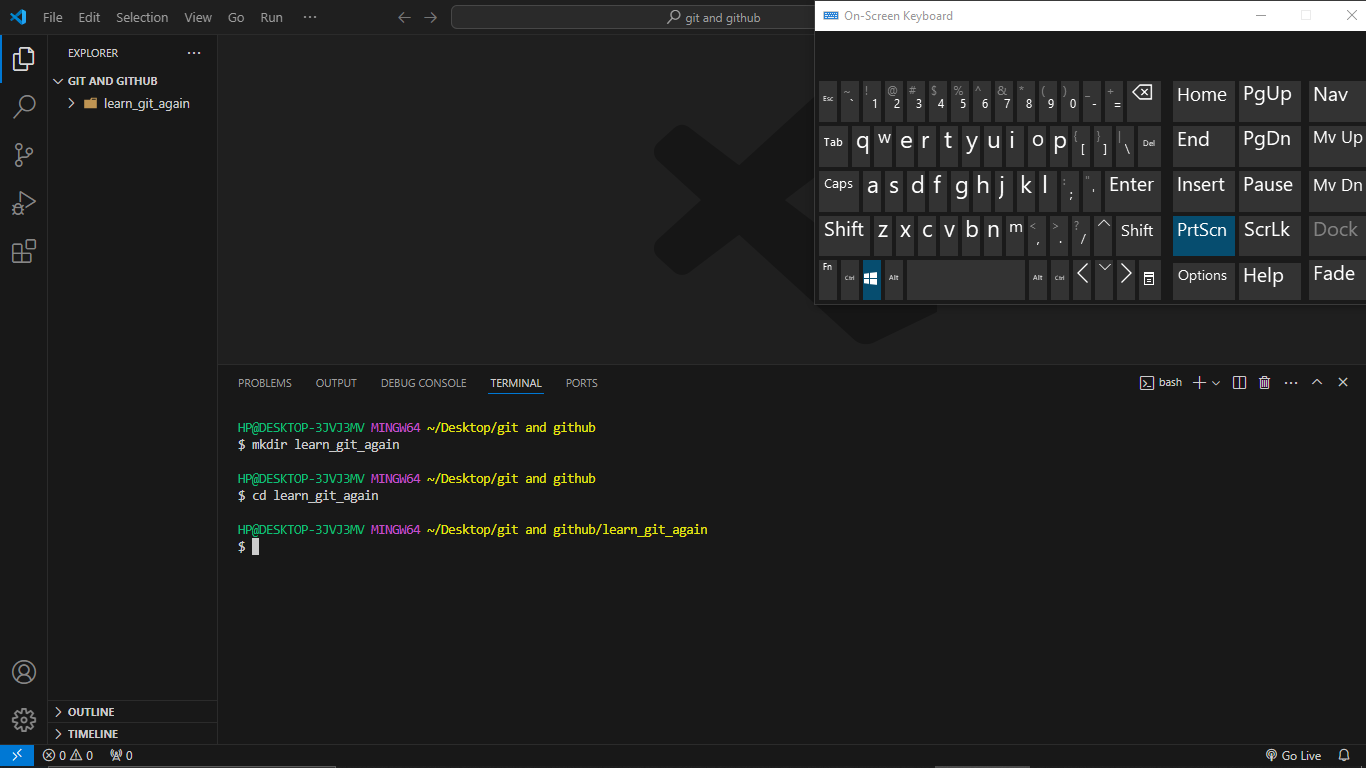 File Edit Selection View Go Run ···
git and github
On-Screen Keyboard
EXPLORER ···
GIT AND GITHUB
learn_git_again
Esc ~ ` ! 1 @ 2 # 3 $ 4 % 5 ^ 6 & 7 * 8 ( 9 ) 0 _ - + = Home PgUp Nav
Tab q w e r t y u i o p { [ } ] | \ Del End PgDn Mv Up
Caps a s d f g h j k l : ; " ' Enter Insert Pause Mv Dn
Shift z x c v b n m < , > . ? / Shift PrtScn ScrLk Dock
Fn Ctrl Alt Alt Ctrl Options Help Fade
PROBLEMS OUTPUT DEBUG CONSOLE TERMINAL PORTS bash
HP@DESKTOP-3JVJ3MV MINGW64 ~/Desktop/git and github
$ mkdir learn_git_again
HP@DESKTOP-3JVJ3MV MINGW64 ~/Desktop/git and github
$ cd learn_git_again
HP@DESKTOP-3JVJ3MV MINGW64 ~/Desktop/git and github/learn_git_again
$
OUTLINE
TIMELINE
0 0 0 Go Live